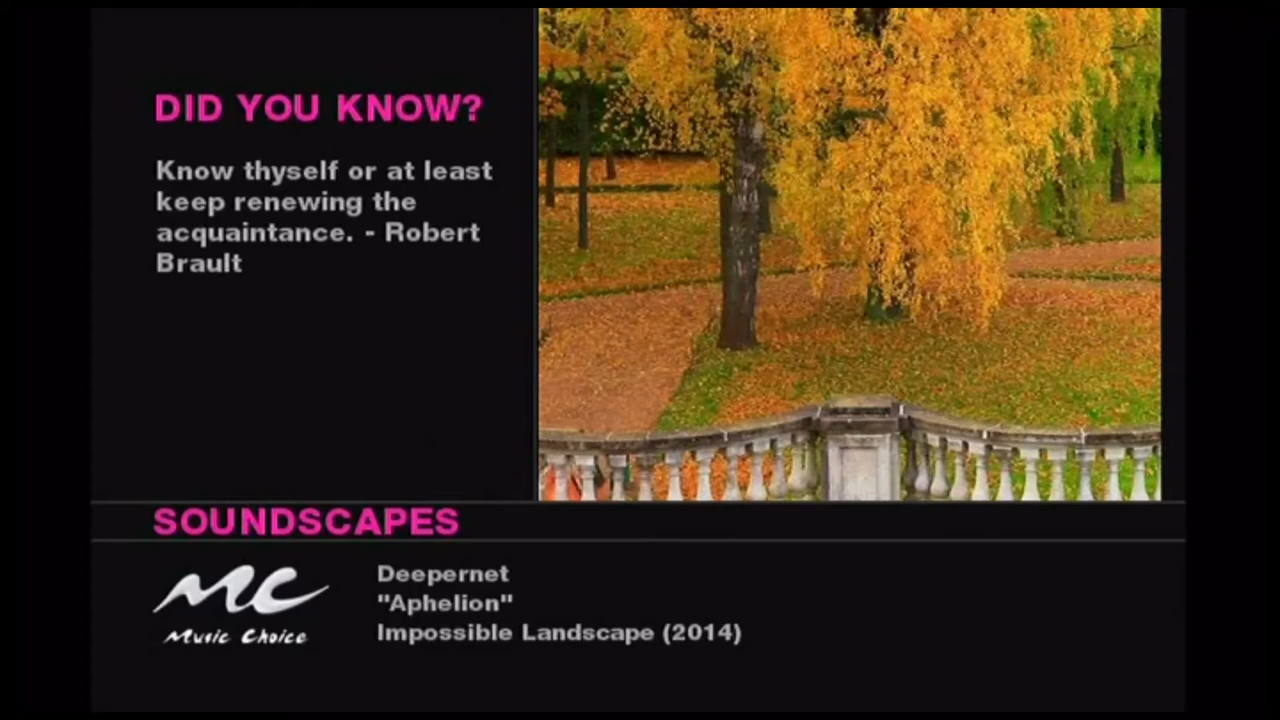 DID YOU KNOW?
Know thyself or at least
keep renewing the
acquaintance. - Robert
Brault
SOUNDSCAPES
MC
Music Choice
Deepernet
"Aphelion"
Impossible Landscape (2014)